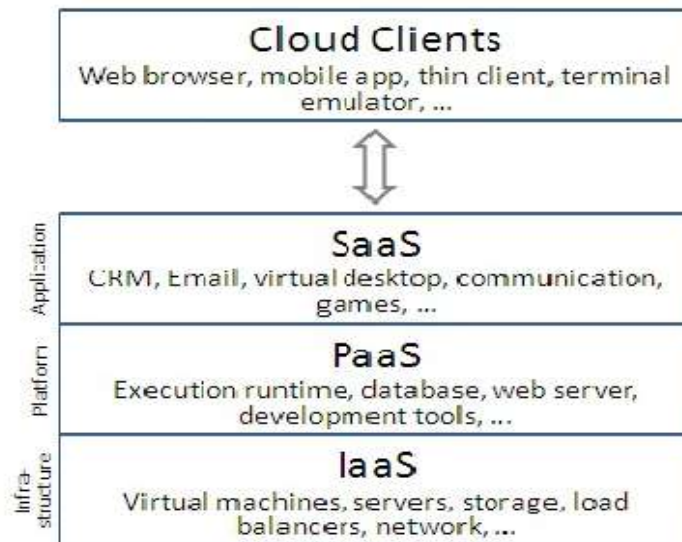 Cloud Clients
Web browser, mobile app, thin client, terminal
emulator, ...
Application
SaaS
CRM, Email, virtual desktop, communication,
games, ...
Platform
PaaS
Execution runtime, database, web server,
development tools, ...
Infra-
structure
IaaS
Virtual machines, servers, storage, load
balancers, network, ...